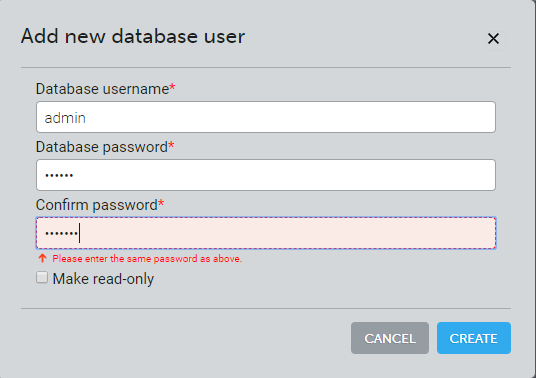 Add new database user
×
Database username*
admin
Database password*
••••••
Confirm password*
•••••••
↑ Please enter the same password as above.
Make read-only
CANCEL CREATE